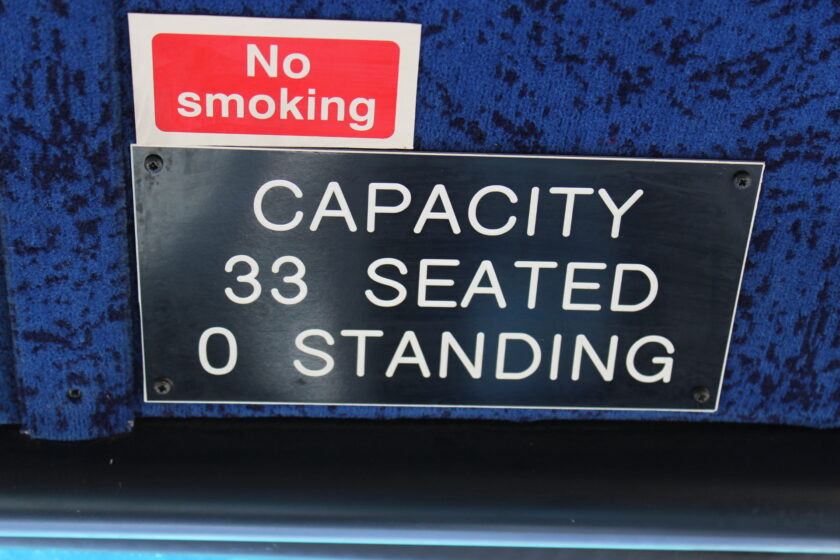 No
smoking
CAPACITY
33 SEATED
0 STANDING